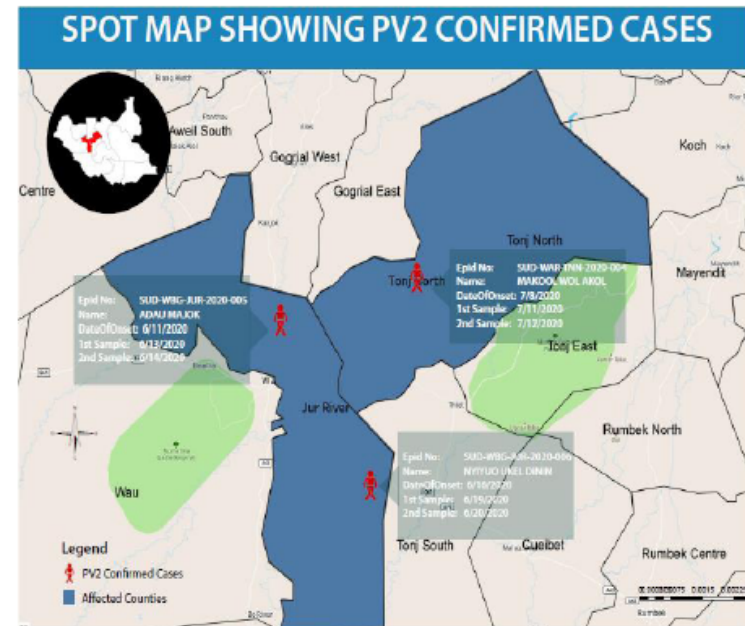 SPOT MAP SHOWING PV2 CONFIRMED CASES
Aweil South
Gogrial West
Koch
Koch
Centre
Gogrial East
Tonj North
Mayendit
Mayendit
Tonj North
Epid No: SUD-WAR-TNN-2020-004
Name: MAKOOL WOL AKOL
DateOfOnset: 7/8/2020
1st Sample: 7/11/2020
2nd Sample: 7/12/2020
Epid No: SUD-WBG-JUR-2020-005
Name: ADAU MAJOK
DateOfOnset: 6/11/2020
1st Sample: 6/13/2020
2nd Sample: 6/14/2020
Tonj East
Jur River
Rumbek North
Epid No: SUD-WBG-JUR-2020-006
Name: NYIYUO UKEL DININ
DateOfOnset: 6/16/2020
1st Sample: 6/19/2020
2nd Sample: 6/20/2020
Wau
Tonj South
Cueibet
Rumbek Centre
Rumbek
Legend
PV2 Confirmed Cases
Affected Counties